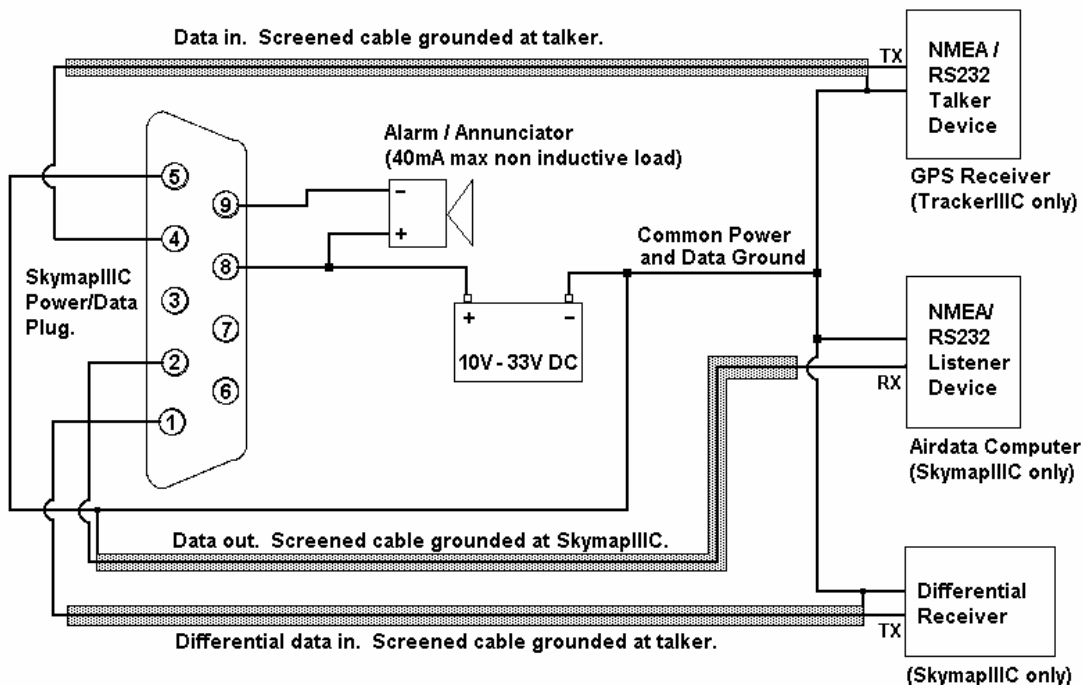 Data in.  Screened cable grounded at talker.
TX
NMEA /
RS232
Talker
Device
GPS Receiver
(TrackerIIIC only)
Alarm / Annunciator
(40mA max non inductive load)
-
+
5
9
4
8
3
7
2
6
1
SkymapIIIC
Power/Data
Plug.
Common Power
and Data Ground
+
-
10V - 33V DC
NMEA/
RS232
Listener
Device
RX
Airdata Computer
(SkymapIIIC only)
Data out.  Screened cable grounded at SkymapIIIC.
Differential
Receiver
TX
(SkymapIIIC only)
Differential data in.  Screened cable grounded at talker.